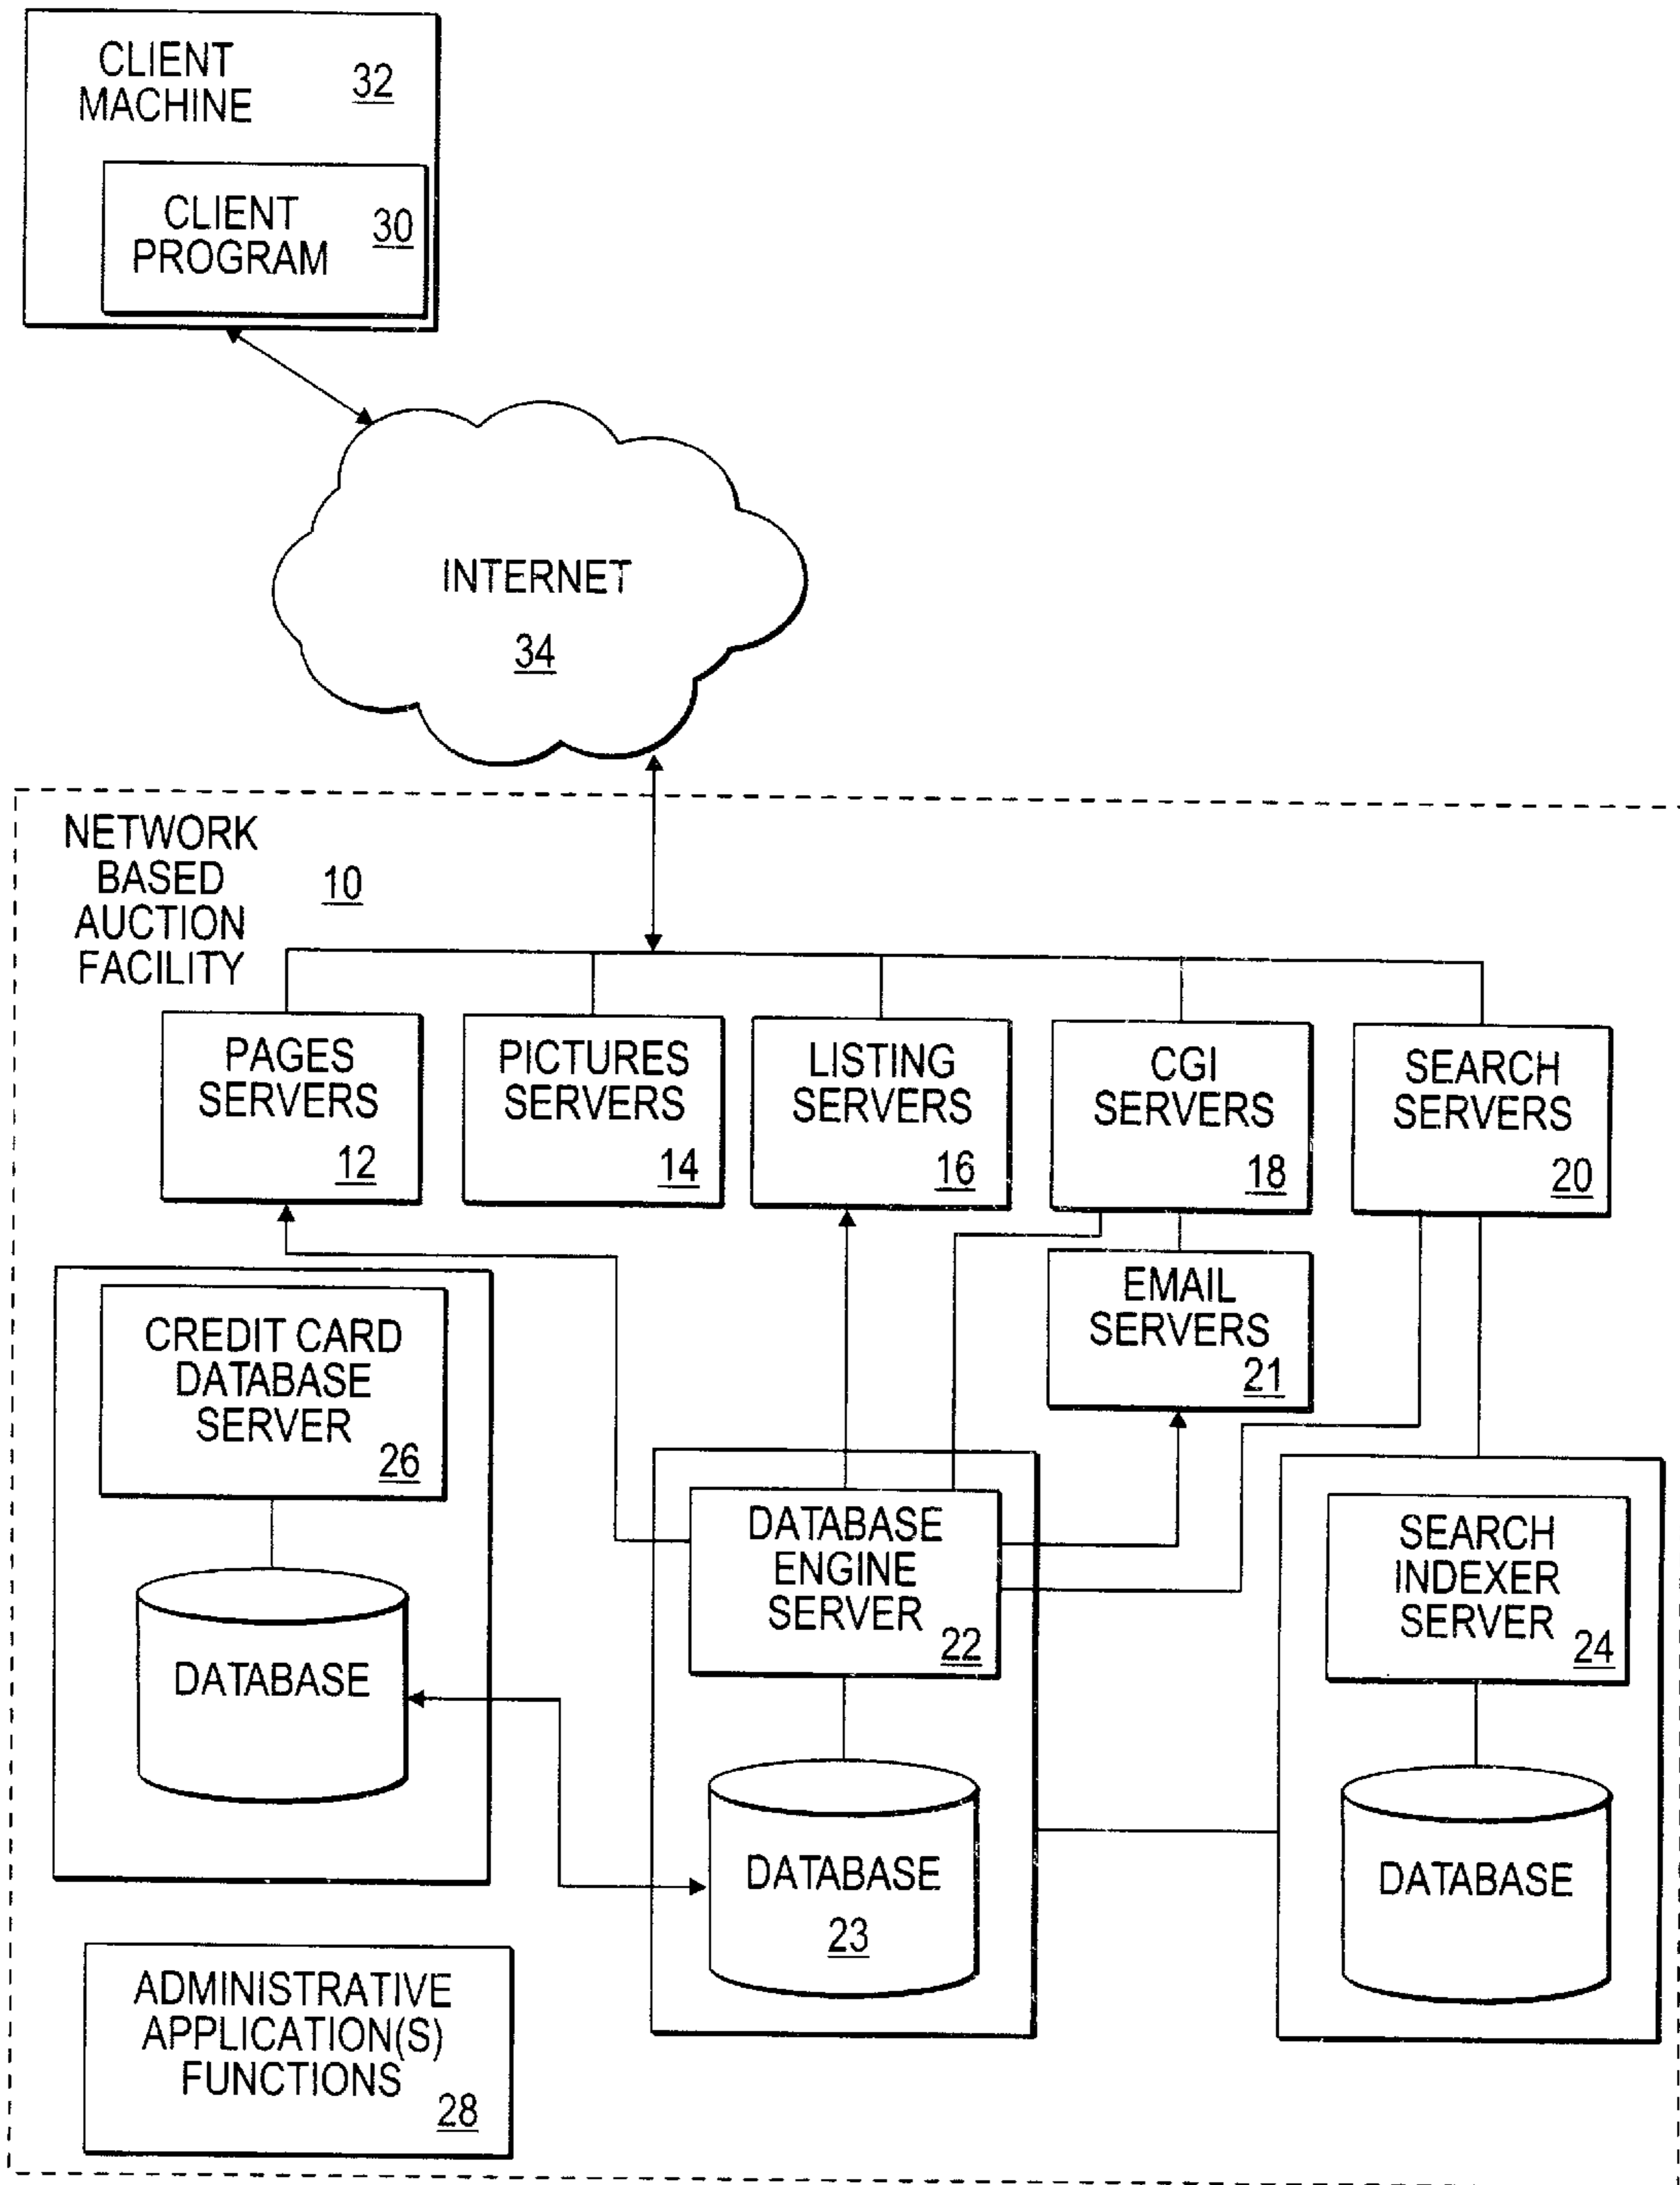 CLIENT
MACHINE
32
CLIENT
PROGRAM
30
INTERNET
34
NETWORK
BASED
AUCTION
FACILITY
10
PAGES
SERVERS
12
PICTURES
SERVERS
14
LISTING
SERVERS
16
CGI
SERVERS
18
SEARCH
SERVERS
20
EMAIL
SERVERS
21
CREDIT CARD
DATABASE
SERVER
26
DATABASE
DATABASE
ENGINE
SERVER
22
DATABASE
23
SEARCH
INDEXER
SERVER
24
DATABASE
ADMINISTRATIVE
APPLICATION(S)
FUNCTIONS
28